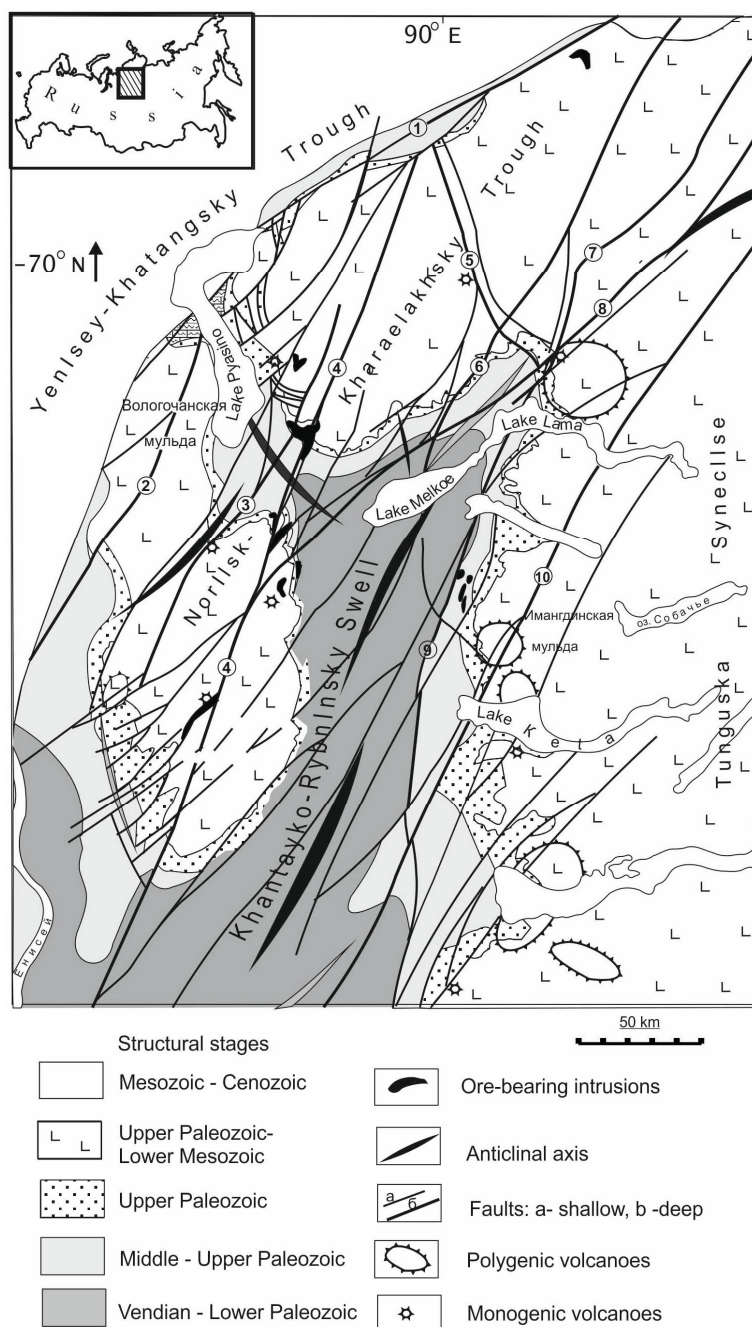 Russia
90° E
Trough
1
Trough
Yenlsey-Khatangsky
-70° N
Kharaelakhsky
5
7
8
Lake Pyasino
4
6
Вологочанская
мульда
Lake Lama
Lake Melkoe
2
3
Syneclise
Norilsk-
10
оз. Собачье
Имангдинская
мульда
Khantayko-Rybninsky Swell
9
4
Lake Keta
Tunguska
Енисей
50 km
Structural stages
Mesozoic - Cenozoic
Ore-bearing intrusions
Upper Paleozoic-
Lower Mesozoic
Anticlinal axis
Upper Paleozoic
а
б
Faults: a- shallow, b -deep
Middle - Upper Paleozoic
Polygenic volcanoes
Vendian - Lower Paleozoic
Monogenic volcanoes